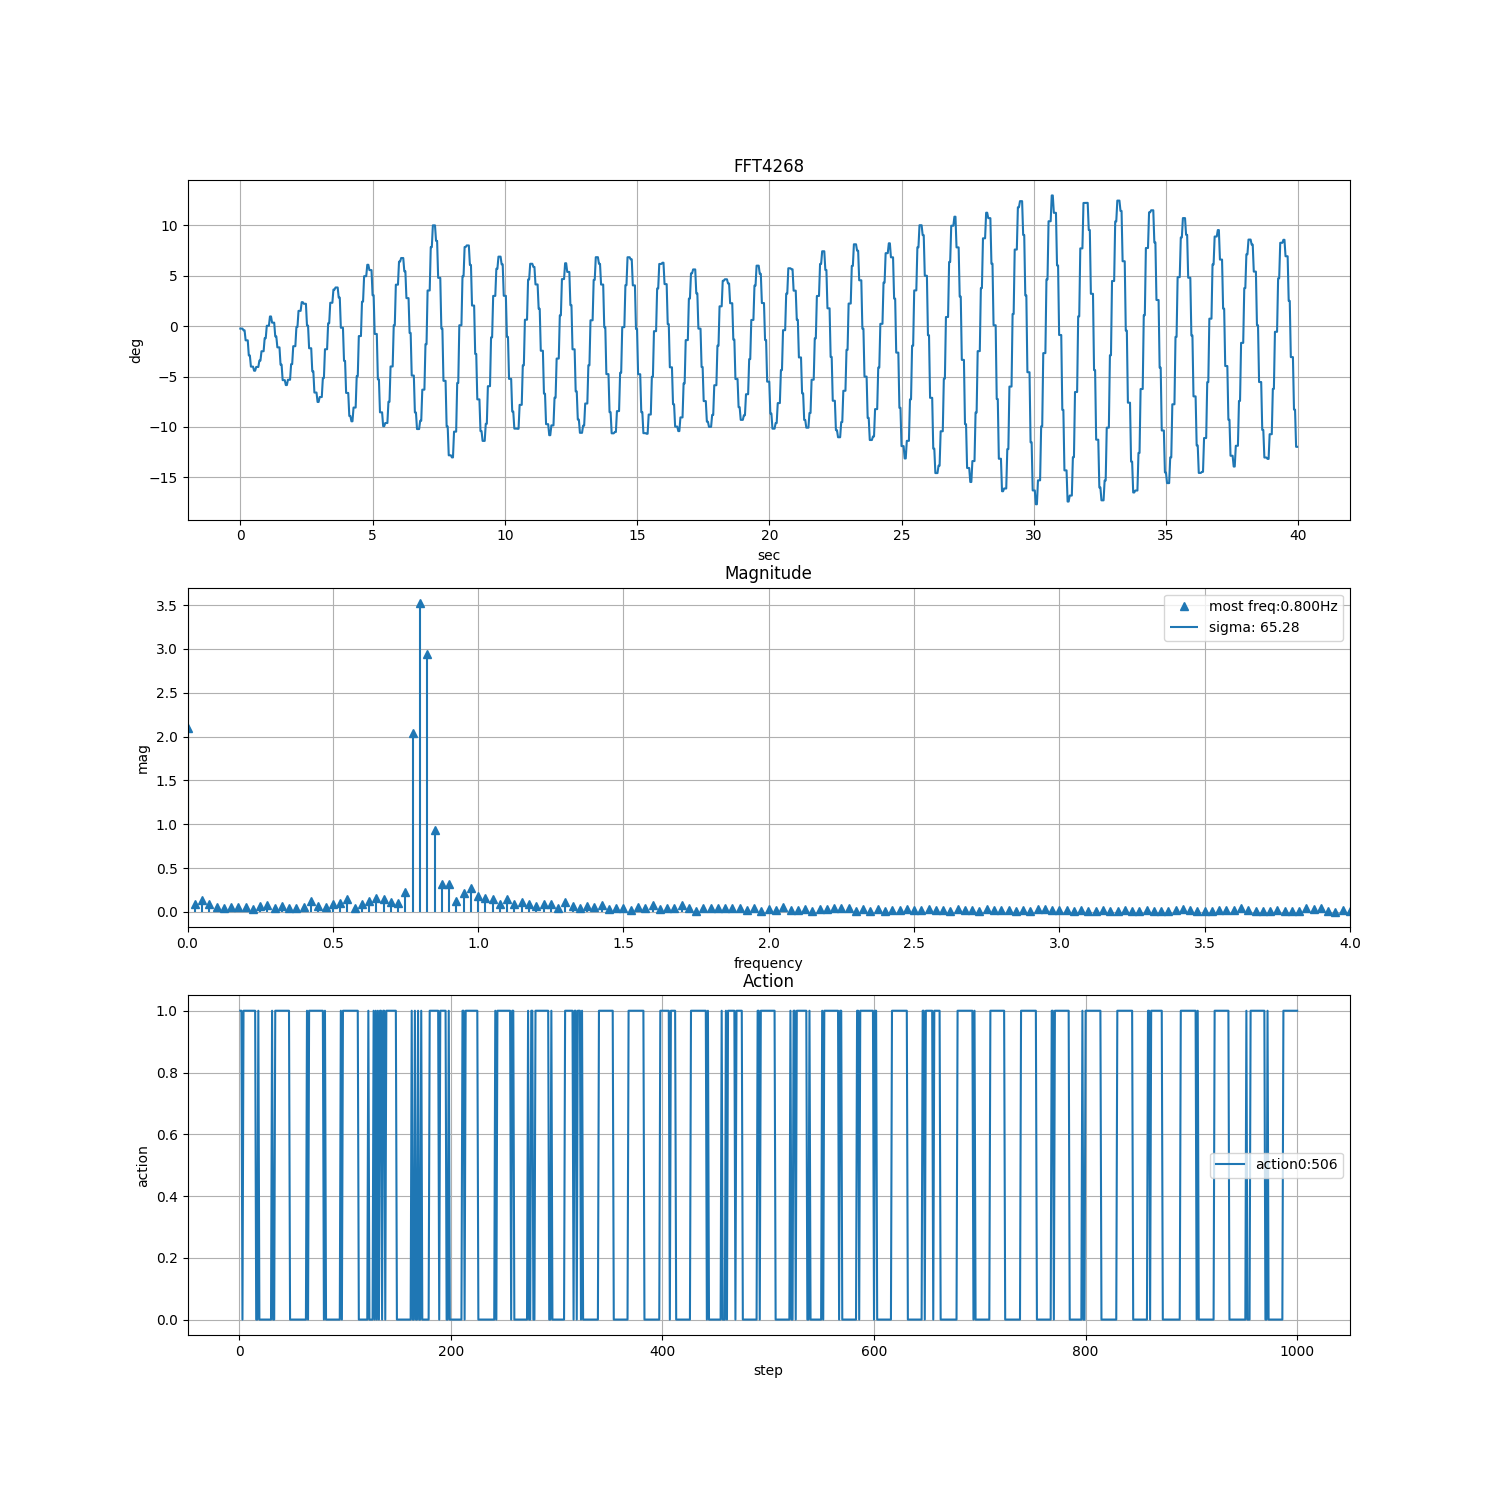 FFT4268
10
5
0
−5
−10
−15
deg
0 5 10 15 20 25 30 35 40
sec
Magnitude
most freq:0.800Hz
sigma: 65.28
3.5
3.0
2.5
2.0
1.5
1.0
0.5
0.0
mag
0.0 0.5 1.0 1.5 2.0 2.5 3.0 3.5 4.0
frequency
Action
1.0
0.8
0.6
0.4
0.2
0.0
action
action0:506
0 200 400 600 800 1000
step